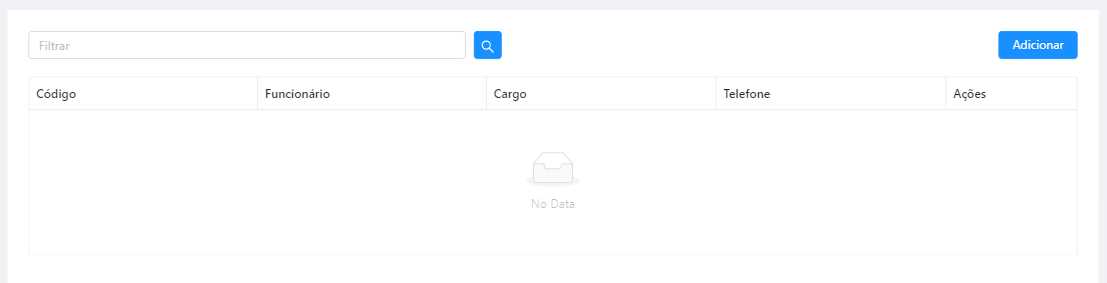 Filtrar
Adicionar
Código Funcionário Cargo Telefone Ações
No Data